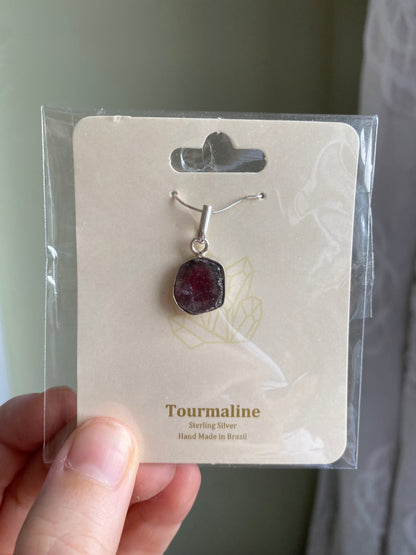 Tourmaline
Sterling Silver
Hand Made in Brazil